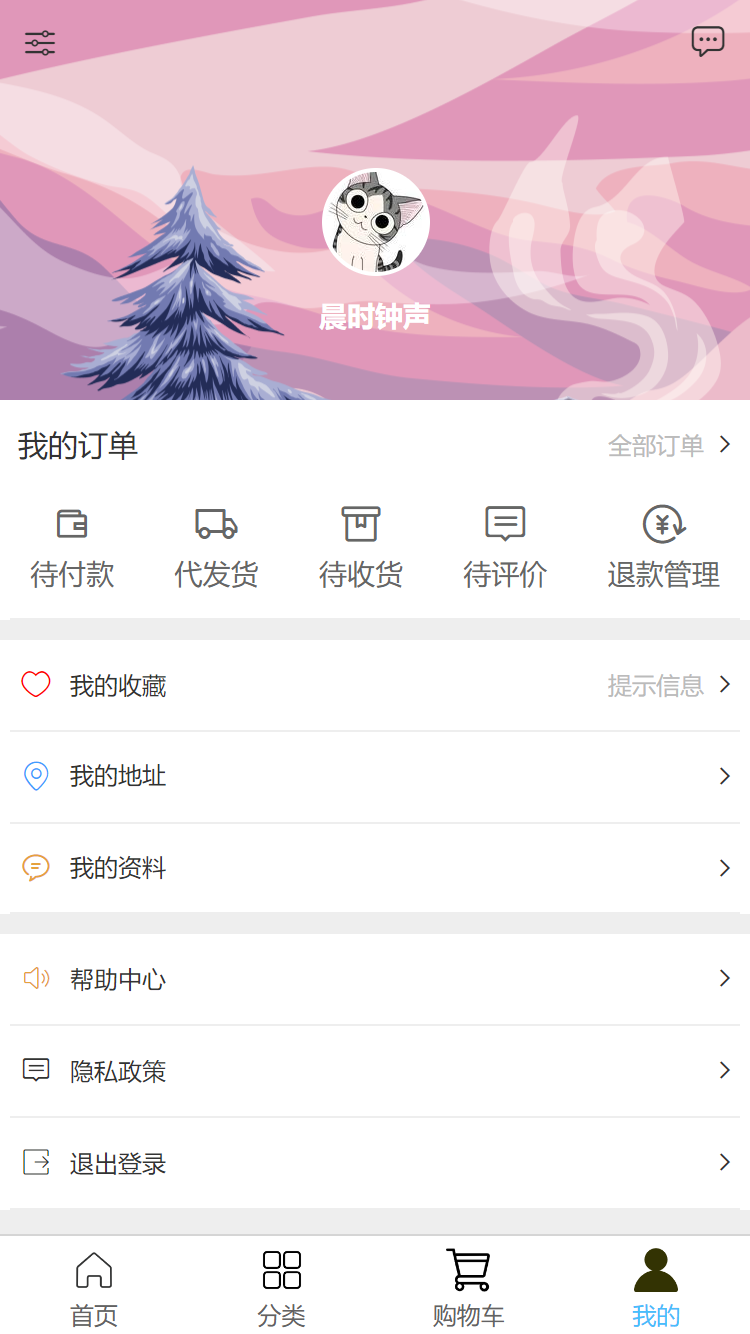 晨时钟声
我的订单 全部订单
待付款 代发货 待收货 待评价 退款管理
我的收藏 提示信息
我的地址
我的资料
帮助中心
隐私政策
退出登录
首页 分类 购物车 我的